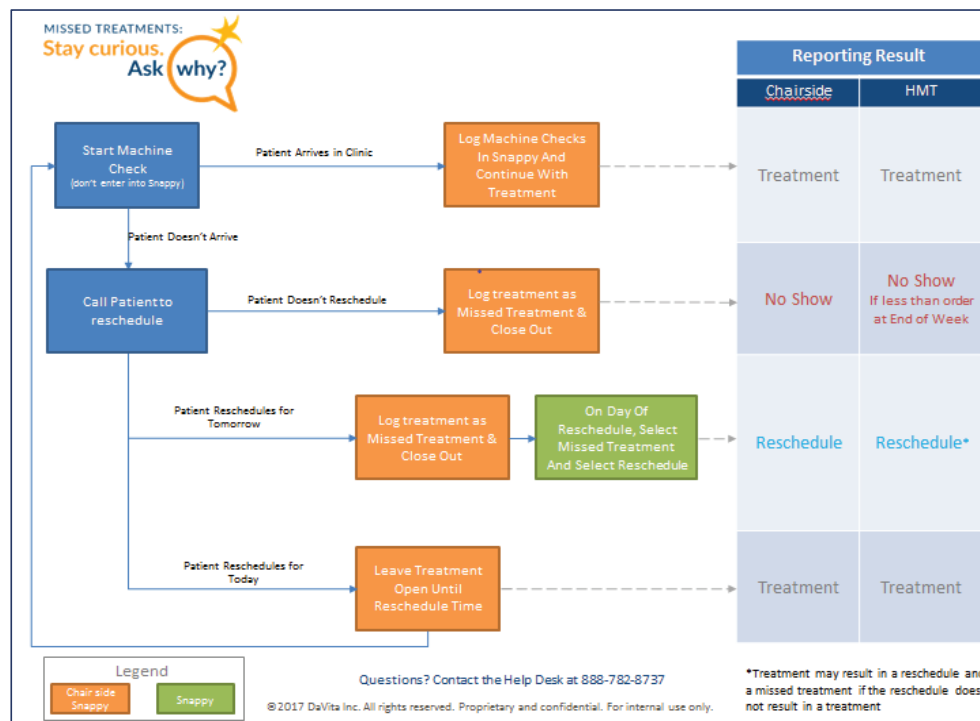 MISSED TREATMENTS:
Stay curious.
Ask why?
Reporting Result
Chairside
HMT
Start Machine
Check
(don't enter into Snappy)
Patient Arrives in Clinic
Log Machine Checks
In Snappy And
Continue With
Treatment
Treatment
Treatment
Patient Doesn't Arrive
Call Patient to
reschedule
Patient Doesn't Reschedule
Log treatment as
Missed Treatment &
Close Out
No Show
No Show
If less than order
at End of Week
Patient Reschedules for
Tomorrow
Log treatment as
Missed Treatment &
Close Out
On Day Of
Reschedule, Select
Missed Treatment
And Select Reschedule
Reschedule
Reschedule*
Patient Reschedules for
Today
Leave Treatment
Open Until
Reschedule Time
Treatment
Treatment
Legend
Chair side
Snappy
Snappy
Questions? Contact the Help Desk at 888-782-8737
©2017 DaVita Inc. All rights reserved. Proprietary and confidential. For internal use only.
*Treatment may result in a reschedule and
a missed treatment if the reschedule does
not result in a treatment